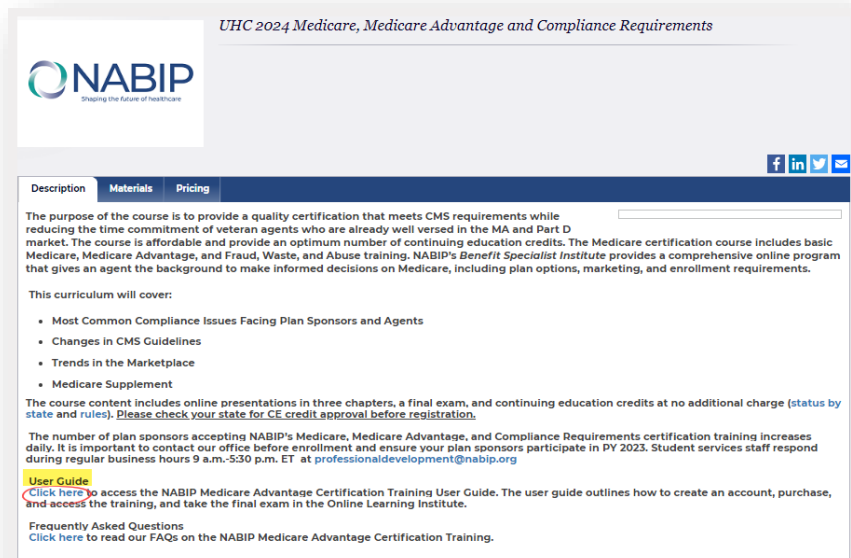 UHC 2024 Medicare, Medicare Advantage and Compliance Requirements
NABIP
Shaping the future of healthcare
Description Materials Pricing
The purpose of the course is to provide a quality certification that meets CMS requirements while
reducing the time commitment of veteran agents who are already well versed in the MA and Part D
market. The course is affordable and provide an optimum number of continuing education credits. The Medicare certification course includes basic
Medicare, Medicare Advantage, and Fraud, Waste, and Abuse training. NABIP's Benefit Specialist Institute provides a comprehensive online program
that gives an agent the background to make informed decisions on Medicare, including plan options, marketing, and enrollment requirements.
This curriculum will cover:
• Most Common Compliance Issues Facing Plan Sponsors and Agents
• Changes in CMS Guidelines
• Trends in the Marketplace
• Medicare Supplement
The course content includes online presentations in three chapters, a final exam, and continuing education credits at no additional charge (status by
state and rules). Please check your state for CE credit approval before registration.
The number of plan sponsors accepting NABIP's Medicare, Medicare Advantage, and Compliance Requirements certification training increases
daily. It is important to contact our office before enrollment and ensure your plan sponsors participate in PY 2023. Student services staff respond
during regular business hours 9 a.m.-5:30 p.m. ET at professionaldevelopment@nabip.org
User Guide
Click here to access the NABIP Medicare Advantage Certification Training User Guide. The user guide outlines how to create an account, purchase,
and access the training, and take the final exam in the Online Learning Institute.
Frequently Asked Questions
Click here to read our FAQs on the NABIP Medicare Advantage Certification Training.